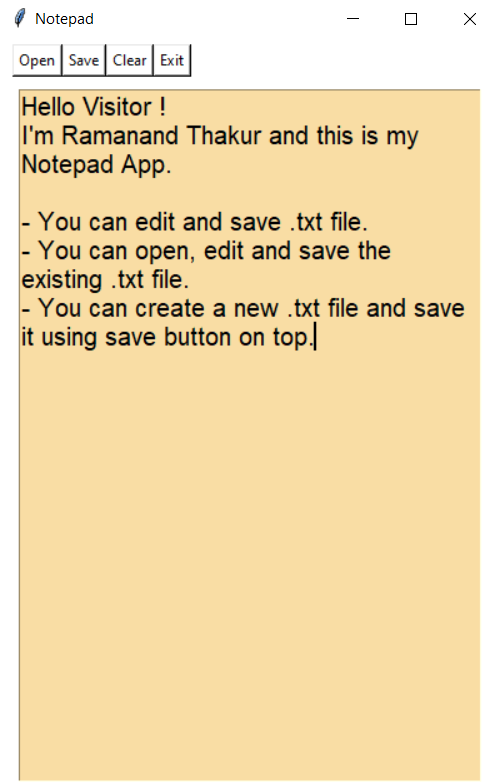 Notepad
Open Save Clear Exit
Hello Visitor !
I'm Ramanand Thakur and this is my
Notepad App.
- You can edit and save .txt file.
- You can open, edit and save the
existing .txt file.
- You can create a new .txt file and save
it using save button on top.